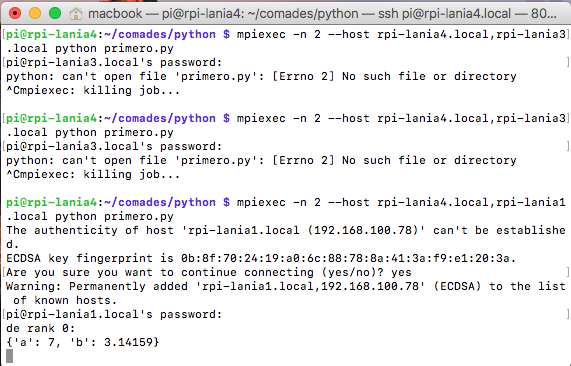 macbook — pi@rpi-lania4: ~/comades/python — ssh pi@rpi-lania4.local — 80...
[pi@rpi-lania4:~/comades/python $ mpiexec -n 2 --host rpi-lania4.local,rpi-lania3]
.local python primero.py
[pi@rpi-lania3.local's password: ]
python: can't open file 'primero.py': [Errno 2] No such file or directory
^Cmpiexec: killing job...
[pi@rpi-lania4:~/comades/python $ mpiexec -n 2 --host rpi-lania4.local,rpi-lania3]
.local python primero.py
[pi@rpi-lania3.local's password: ]
python: can't open file 'primero.py': [Errno 2] No such file or directory
^Cmpiexec: killing job...
pi@rpi-lania4:~/comades/python $ mpiexec -n 2 --host rpi-lania4.local,rpi-lania1
.local python primero.py
The authenticity of host 'rpi-lania1.local (192.168.100.78)' can't be establishe
d.
ECDSA key fingerprint is 0b:8f:70:24:19:a0:6c:88:78:8a:41:3a:f9:e1:20:3a.
[Are you sure you want to continue connecting (yes/no)? yes ]
Warning: Permanently added 'rpi-lania1.local,192.168.100.78' (ECDSA) to the list
of known hosts.
[pi@rpi-lania1.local's password: ]
de rank 0:
{'a': 7, 'b': 3.14159}